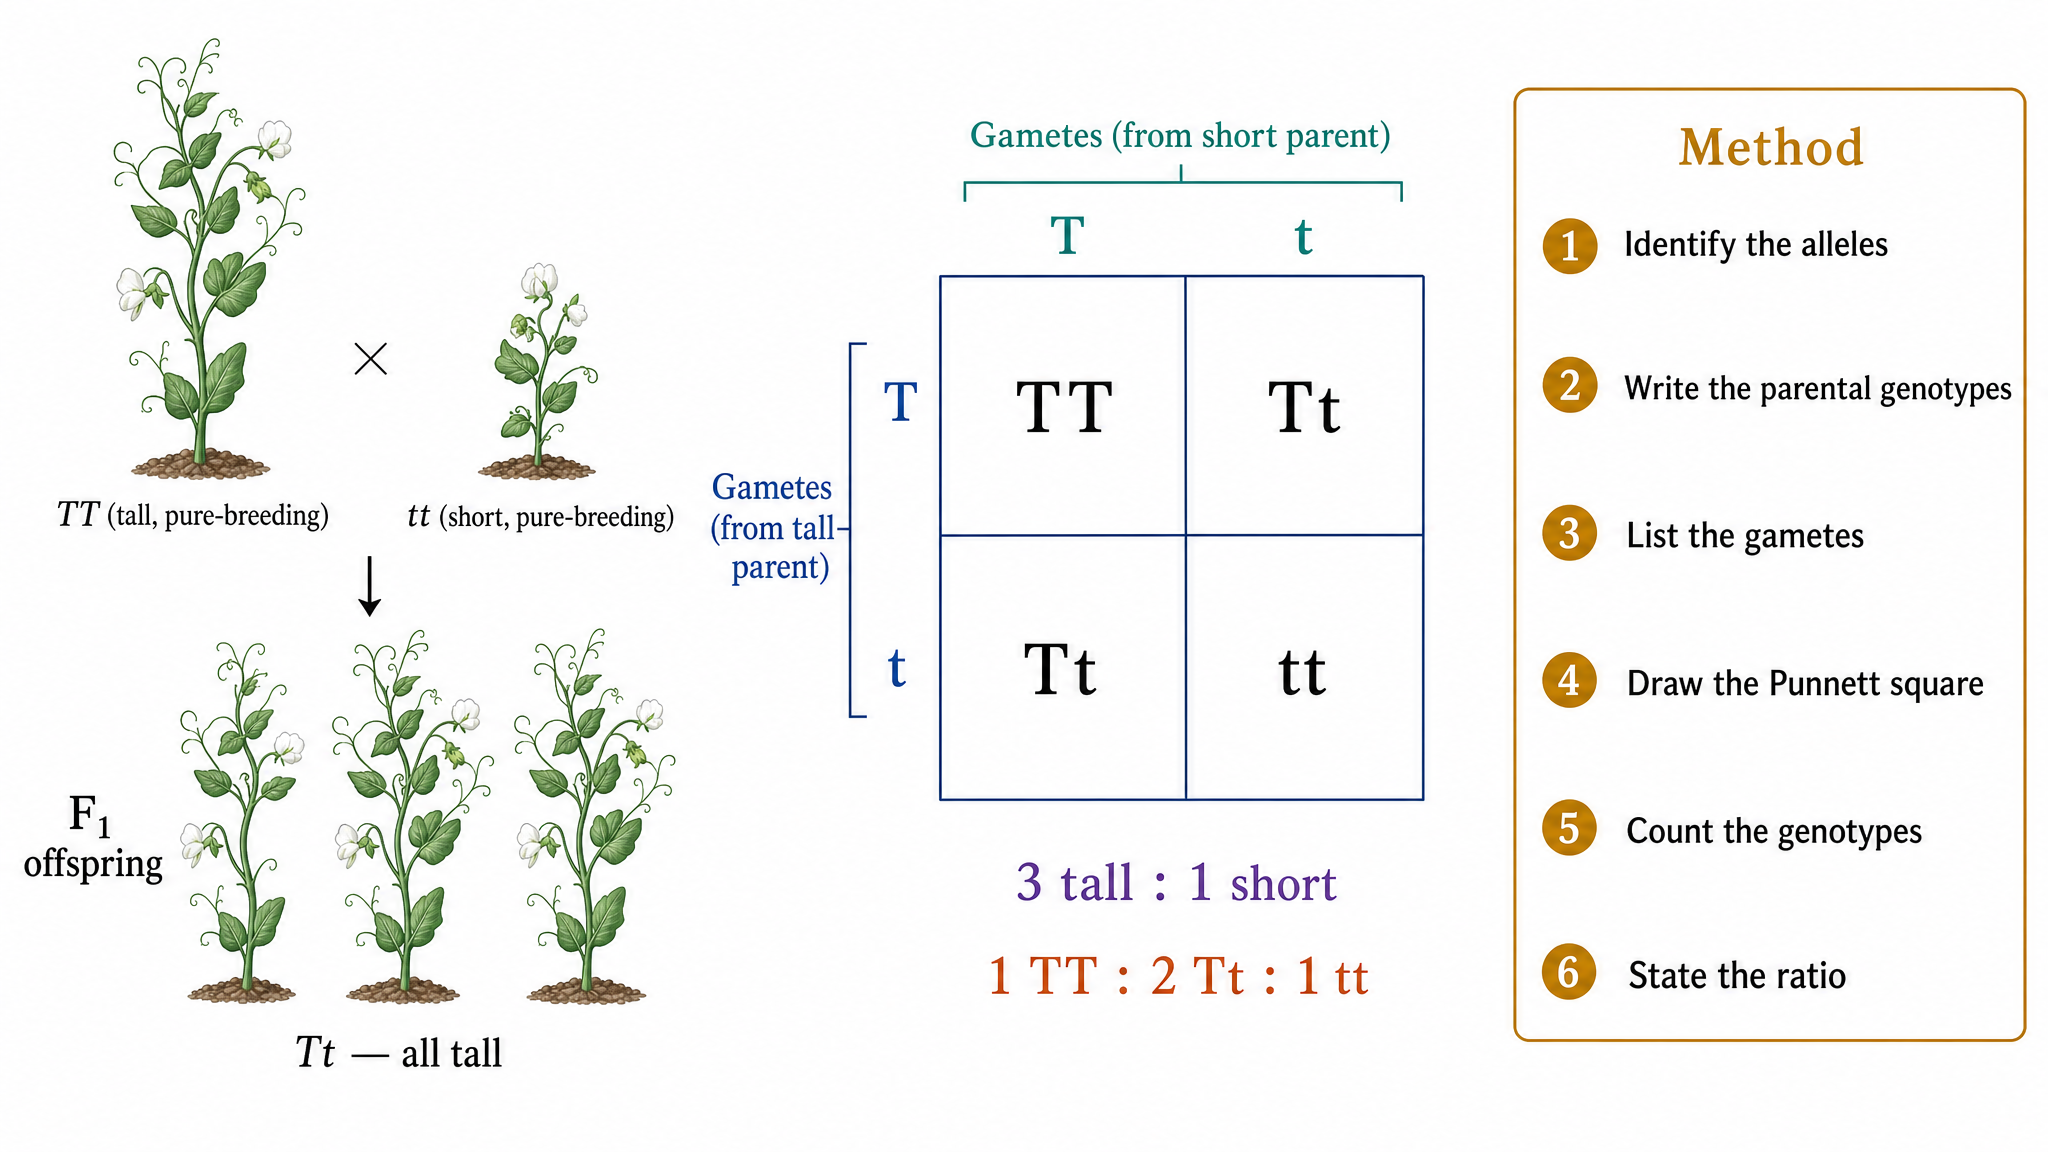 TT (tall, pure-breeding)
tt (short, pure-breeding)
F₁
offspring
Tt — all tall
Gametes (from short parent)
T t
Gametes
(from tall
parent)
T
t
TT Tt
Tt tt
3 tall : 1 short
1 TT : 2 Tt : 1 tt
Method
1 Identify the alleles
2 Write the parental genotypes
3 List the gametes
4 Draw the Punnett square
5 Count the genotypes
6 State the ratio